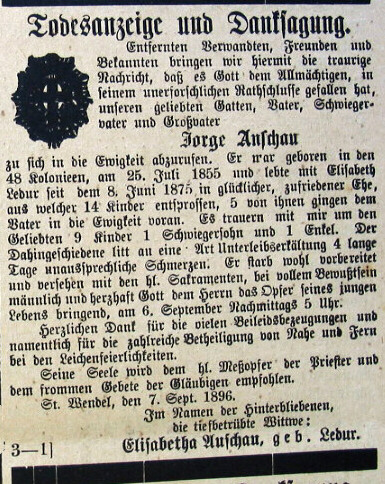 Todesanzeige und Danksagung.
Entfernten Verwandten, Freunden und
Bekannten bringen wir hiermit die traurige
Nachricht, daß es Gott dem Allmächtigen, in
seinem unerforschlichen Rathschlusse gefallen hat,
unseren geliebten Gatten, Vater, Schwieger-
vater und Großvater
Jorge Anschau
zu sich in die Ewigkeit abzurufen. Er war geboren in den
48 Kolonieen, am 25. Juli 1855 und lebte mit Elisabeth
Ledur seit dem 8. Juni 1875 in glücklicher, zufriedener Ehe,
aus welcher 14 Kinder entsprossen, 5 von ihnen gingen dem
Vater in die Ewigkeit voran. Es trauern mit mir um den
Geliebten 9 Kinder 1 Schwiegersohn und 1 Enkel. Der
Dahingeschiedene litt an eine Art Unterleibserkältung 4 lange
Tage unaussprechliche Schmerzen. Er starb wohl vorbereitet
und versehen mit den hl. Sakramenten, bei vollem Bewußtsein
männlich und herzhaft Gott dem Herrn das Opfer seines jungen
Lebens bringend, am 6. September Nachmittags 5 Uhr.
Herzlichen Dank für die vielen Beileidsbezeugungen und
namentlich für die zahlreiche Betheiligung von Nahe und Fern
bei den Leichenfeierlichkeiten.
Seine Seele wird dem hl. Meßopfer der Priester und
dem frommen Gebete der Gläubigen empfohlen.
St. Wendel, den 7. Sept. 1896.
Im Namen der Hinterbliebenen,
die tiefbetrübte Wittwe:
3—1] Elisabetha Anschau, geb. Ledur.